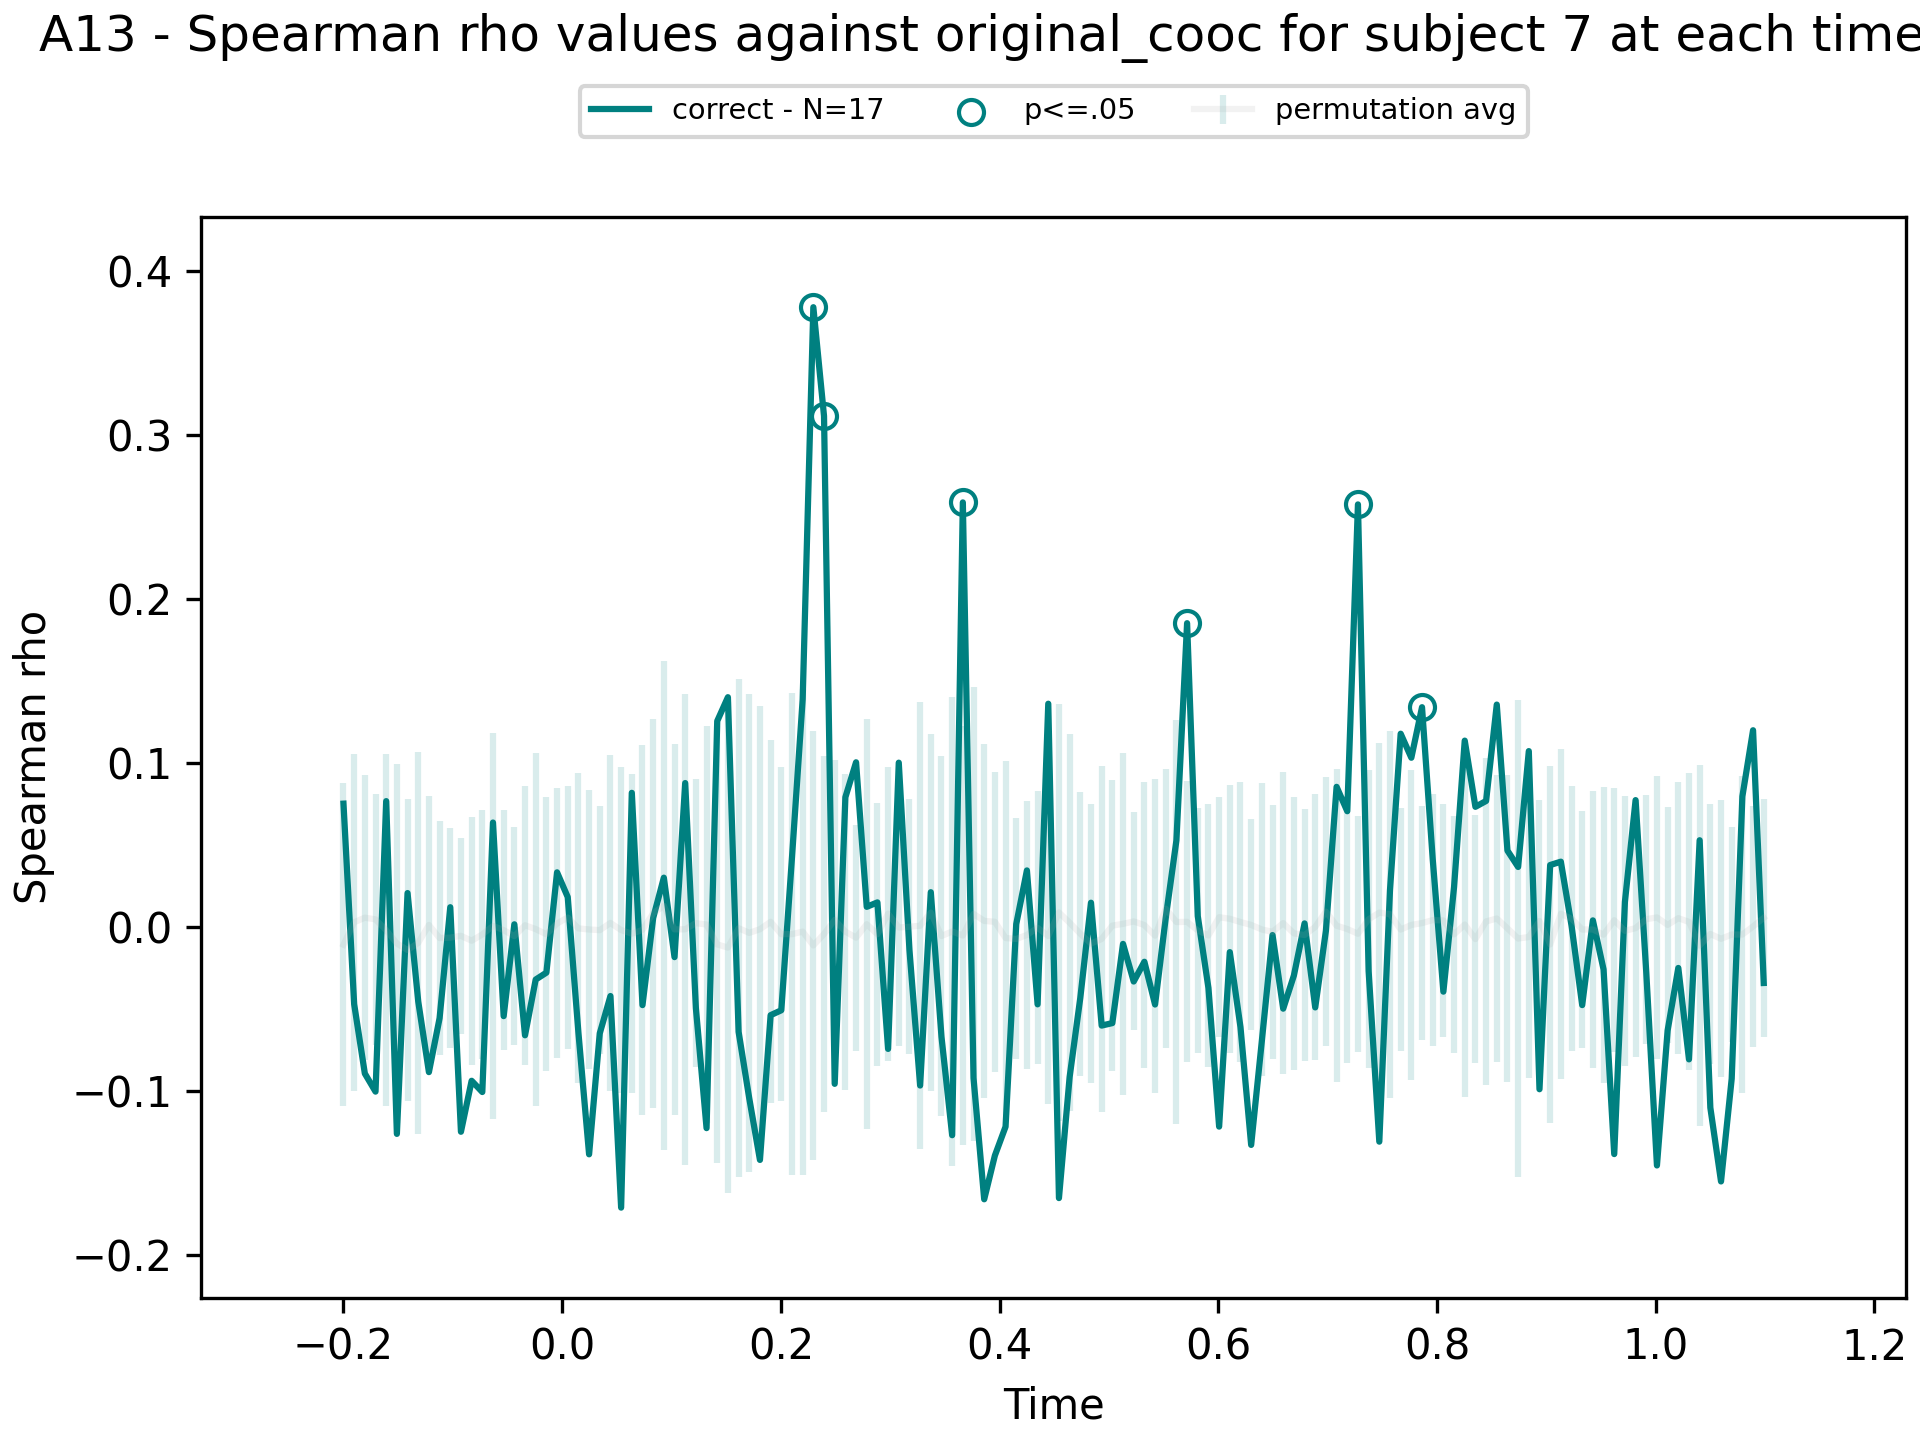 A13 - Spearman rho values against original_cooc for subject 7 at each time
correct - N=17 p<=.05 permutation avg
0.4
0.3
0.2
0.1
0.0
−0.1
−0.2
Spearman rho
−0.2 0.0 0.2 0.4 0.6 0.8 1.0 1.2
Time